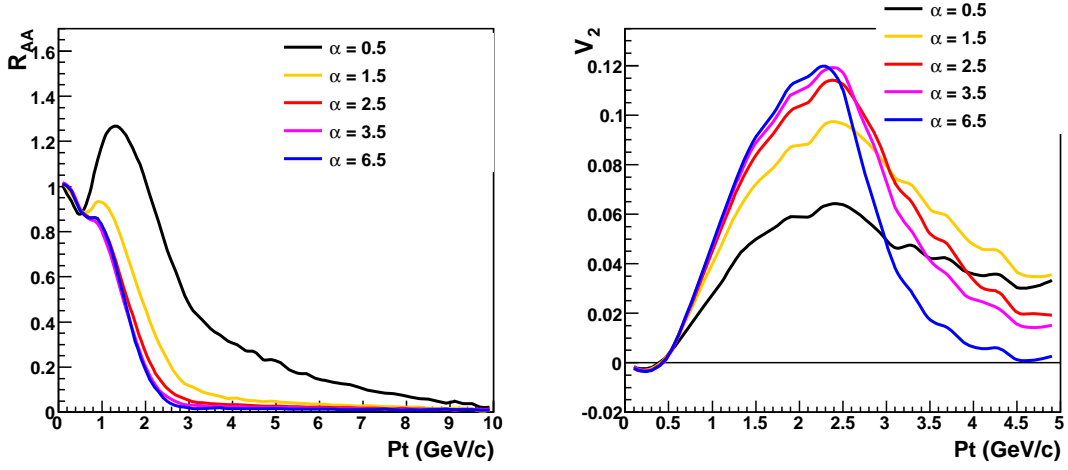 R_AA
1.6
1.4
1.2
1
0.8
0.6
0.4
0.2
0
α = 0.5
α = 1.5
α = 2.5
α = 3.5
α = 6.5
0 1 2 3 4 5 6 7 8 9 10
Pt (GeV/c)
V_2
0.12
0.1
0.08
0.06
0.04
0.02
0
-0.02
α = 0.5
α = 1.5
α = 2.5
α = 3.5
α = 6.5
0 0.5 1 1.5 2 2.5 3 3.5 4 4.5 5
Pt (GeV/c)